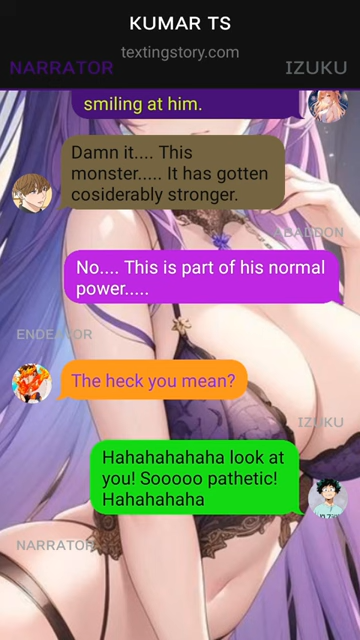 KUMAR TS
textingstory.com
NARRATOR
IZUKU
smiling at him.
Damn it.... This
monster..... It has gotten
cosiderably stronger.
ABADDON
No.... This is part of his normal
power.....
ENDEAVOR
The heck you mean?
IZUKU
Hahahahahaha look at
you! Sooooo pathetic!
Hahahahaha
NARRATOR